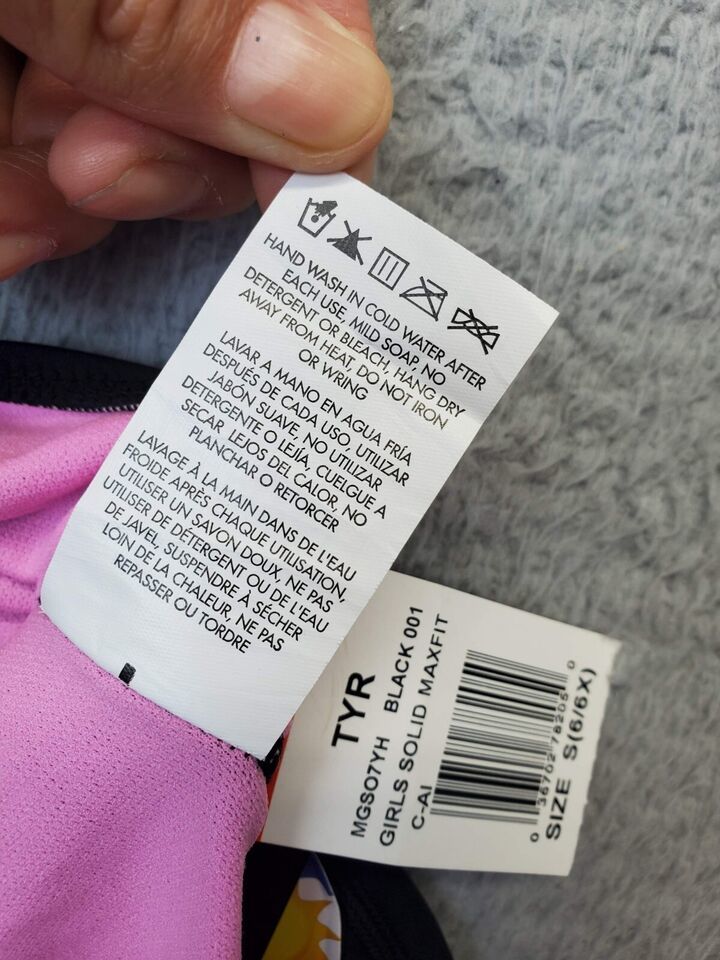 HAND WASH IN COLD WATER AFTER
EACH USE, MILD SOAP, NO
DETERGENT OR BLEACH, HANG DRY
AWAY FROM HEAT, DO NOT IRON
OR WRING
LAVAR A MANO EN AGUA FRÍA
DESPUÉS DE CADA USO, UTILIZAR
JABÓN SUAVE, NO UTILIZAR
DETERGENTE O LEJÍA, CUELGUE A
SECAR LEJOS DEL CALOR, NO
PLANCHAR O RETORCER
LAVAGE À LA MAIN DANS DE L'EAU
FROIDE APRÈS CHAQUE UTILISATION,
UTILISER UN SAVON DOUX, NE PAS
UTILISER DE DÉTERGENT OU DE L'EAU
DE JAVEL, SUSPENDRE À SÉCHER
LOIN DE LA CHALEUR, NE PAS
REPASSER OU TORDRE
TYR
MGSO7YH BLACK 001
GIRLS SOLID MAXFIT
C-AI
0 36702 78205 0
SIZE S(6/6X)